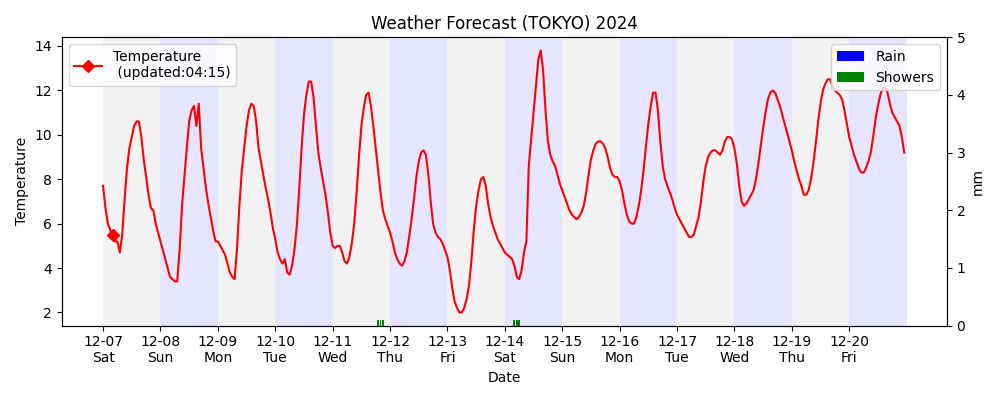 Weather Forecast (TOKYO) 2024
Temperature
(updated:04:15)
Rain
Showers
14
12
10
8
6
4
2
Temperature
5
4
3
2
1
0
mm
12-07 12-08 12-09 12-10 12-11 12-12 12-13 12-14 12-15 12-16 12-17 12-18 12-19 12-20
Sat Sun Mon Tue Wed Thu Fri Sat Sun Mon Tue Wed Thu Fri
Date